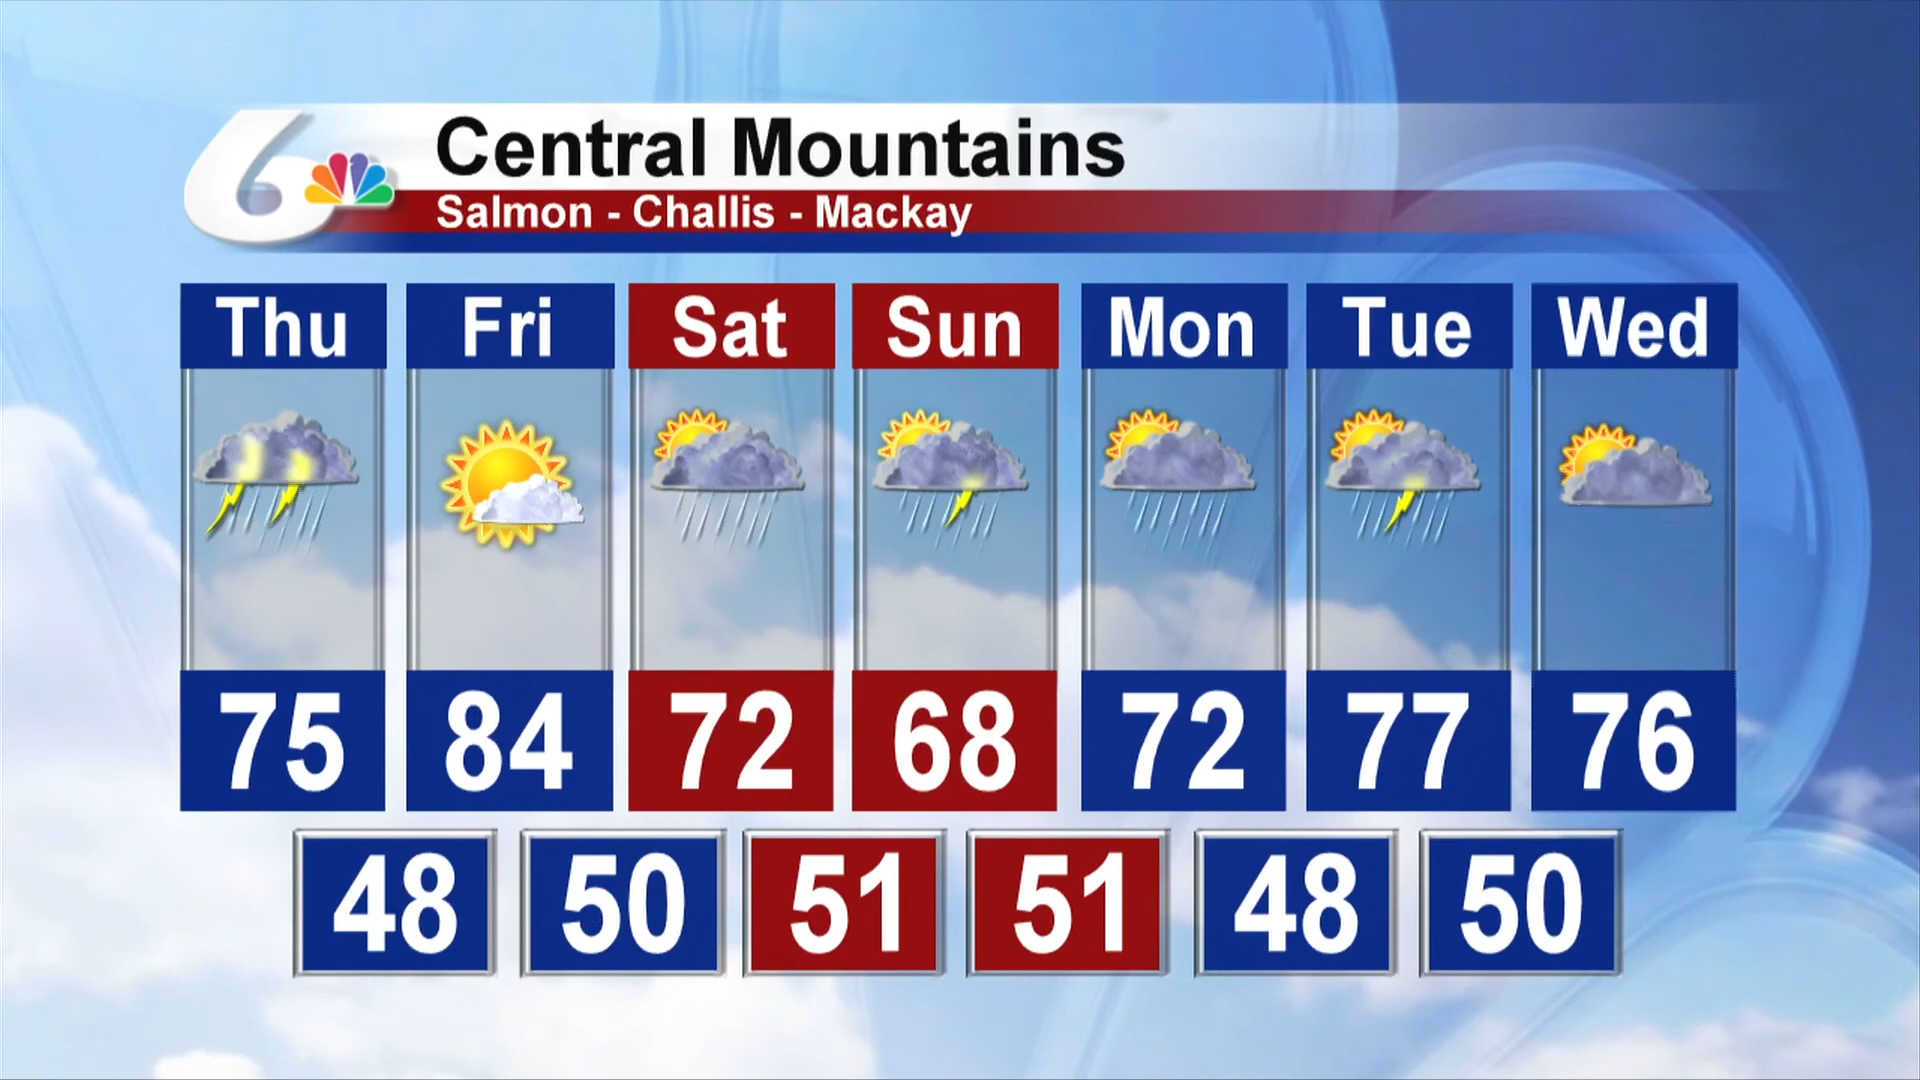 6
Central Mountains
Salmon - Challis - Mackay
Thu Fri Sat Sun Mon Tue Wed
75 84 72 68 72 77 76
48 50 51 51 48 50